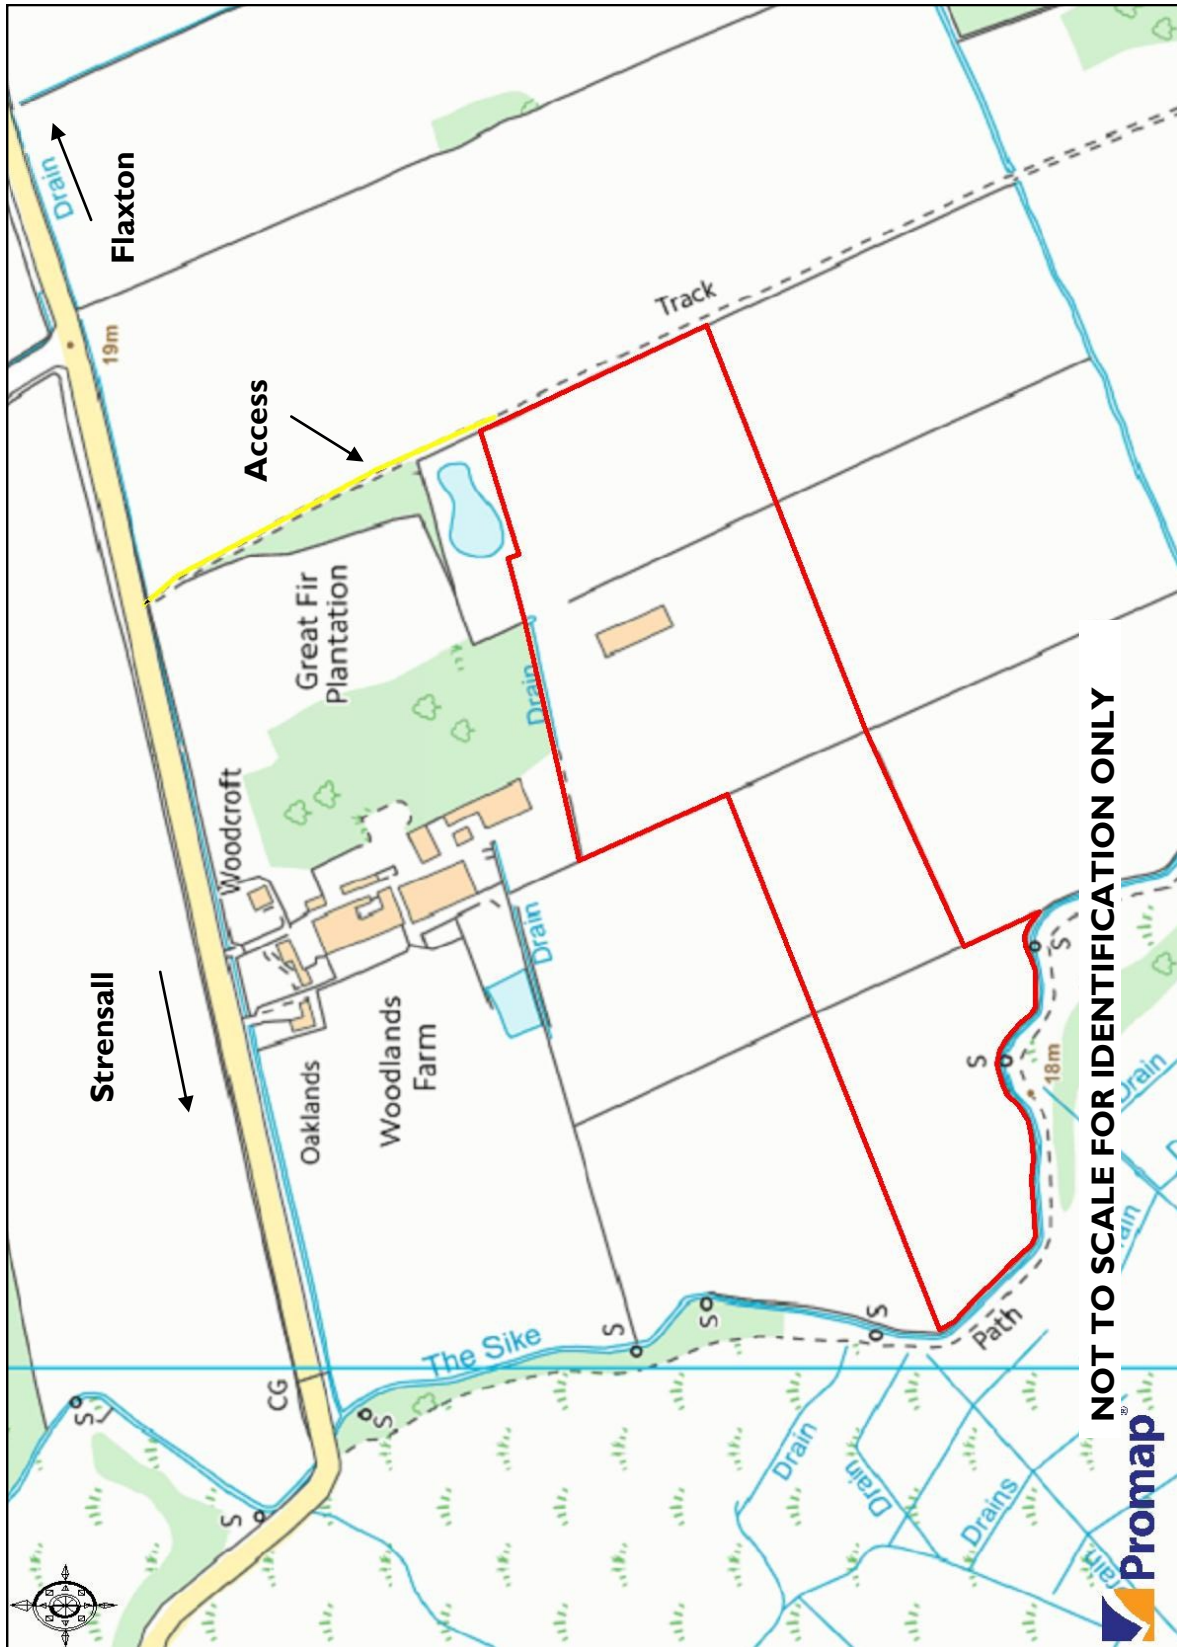 Drain
Flaxton
19m
Track
Access
Great Fir
Plantation
Drain
Woodcroft
Strensall
Oaklands
Woodlands
Farm
Drain
CG
The Sike
S
S
S
S
S
S
S
S
18m
Path
Drain
Drain
Drain
Drains
NOT TO SCALE FOR IDENTIFICATION ONLY
Promap
®